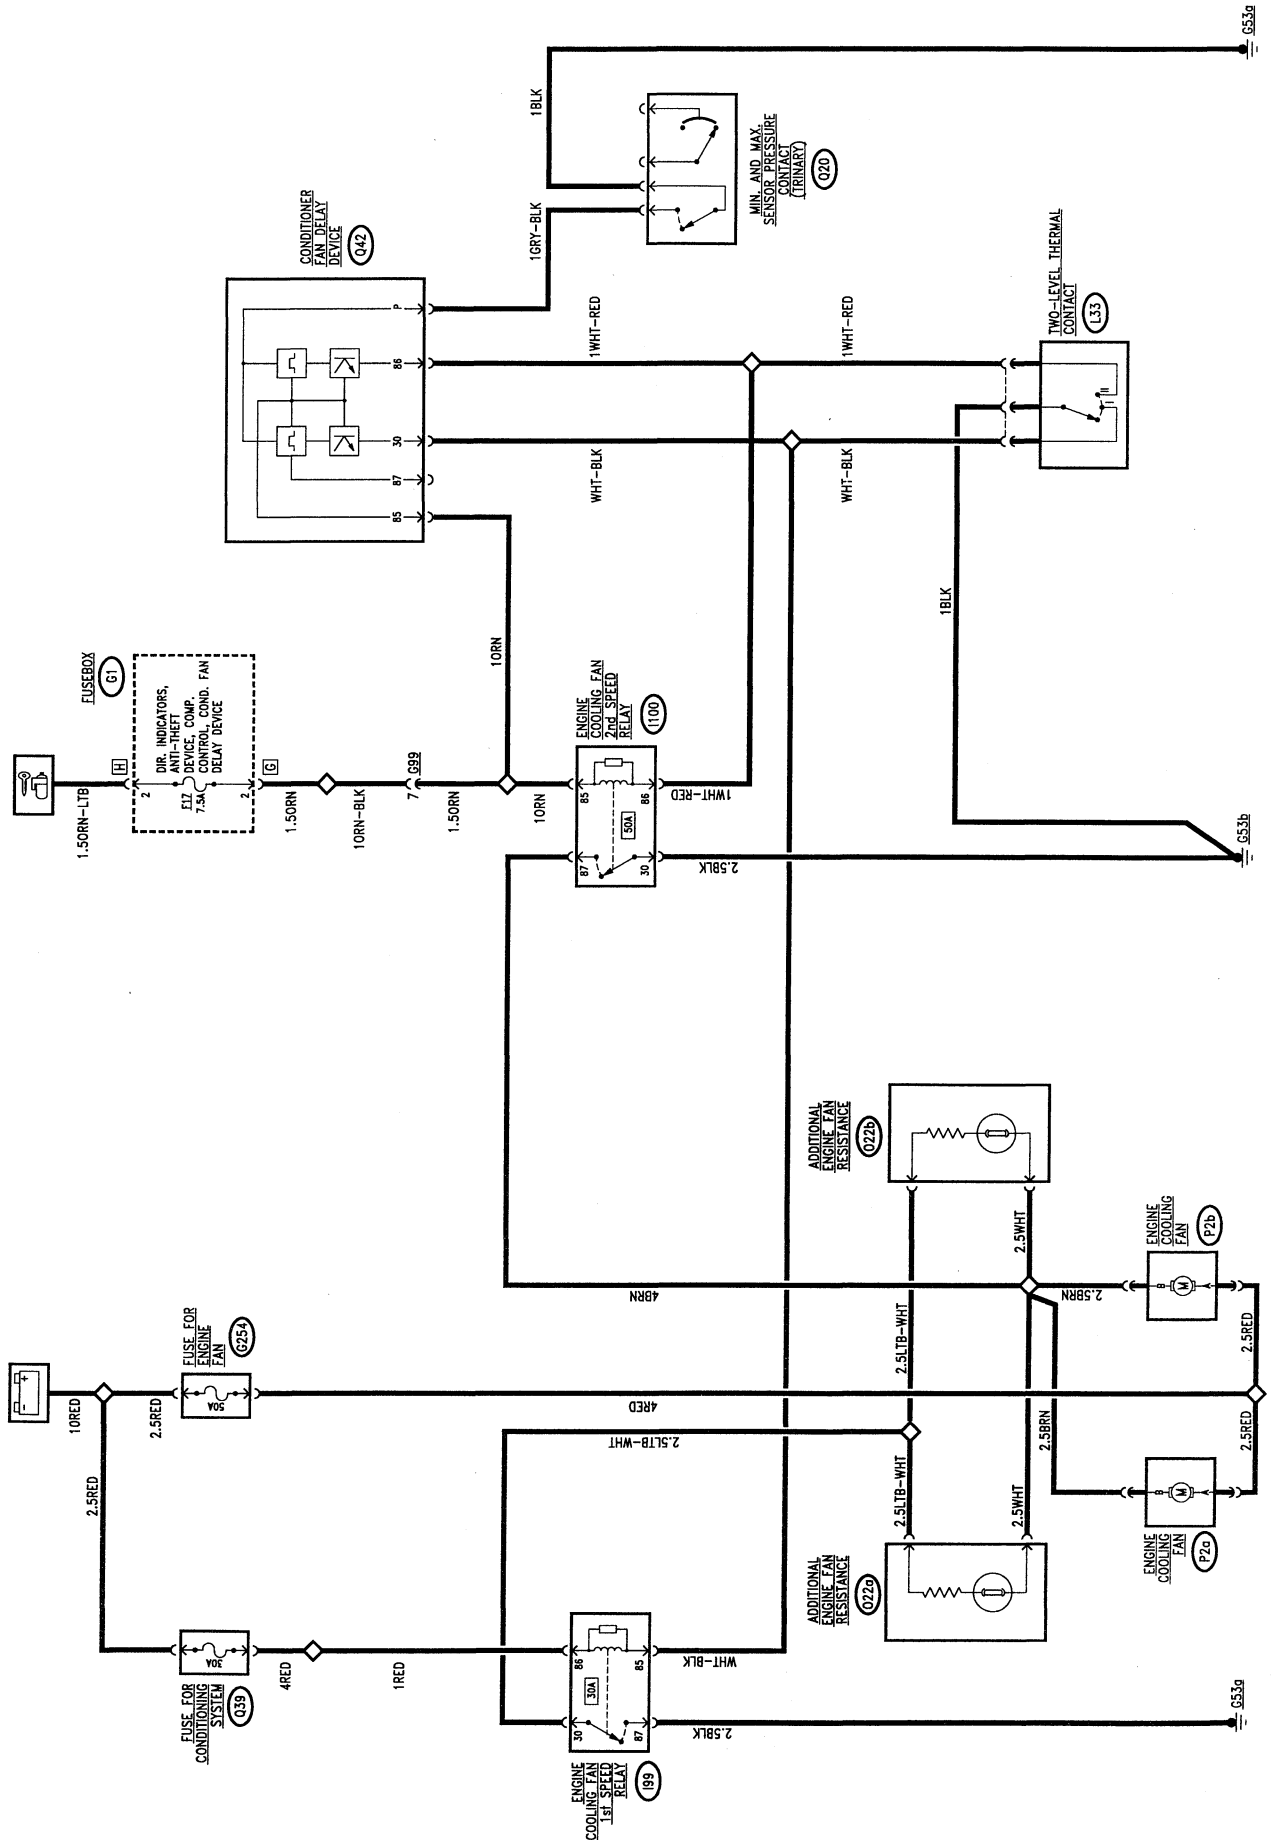 10RED
2.5RED
2.5RED
FUSE FOR
CONDITIONING
SYSTEM
Q39
30A
FUSE FOR
ENGINE
FAN
G254
50A
1.5ORN-LTB
FUSEBOX
G1
H
2
DIR. INDICATORS,
ANTI-THEFT
DEVICE, COMP.
CONTROL, COND. FAN
DELAY DEVICE
F17
7.5A
2
G
1.5ORN
1ORN-BLK
7
G99
1.5ORN
1ORN
1ORN
CONDITIONER
FAN DELAY
DEVICE
Q42
85
87
30
86
P
4RED
1RED
ENGINE
COOLING FAN
1st SPEED
RELAY
I99
30
86
30A
87
85
2.5BLK
WHT-BLK
2.5LTB-WHT
4RED
4BRN
ENGINE
COOLING FAN
2nd SPEED
RELAY
I100
87
85
50A
30
86
2.5BLK
1WHT-RED
WHT-BLK
1WHT-RED
1GRY-BLK
1BLK
MIN. AND MAX.
SENSOR PRESSURE
CONTACT
(TRINARY)
Q20
ADDITIONAL
ENGINE FAN
RESISTANCE
O22a
2.5LTB-WHT
2.5LTB-WHT
ADDITIONAL
ENGINE FAN
RESISTANCE
O22b
WHT-BLK
1WHT-RED
1BLK
2.5WHT
2.5BRN
2.5WHT
2.5BRN
TWO-LEVEL THERMAL
CONTACT
L33
I
II
ENGINE
COOLING
FAN
P2a
B
M
A
ENGINE
COOLING
FAN
P2b
B
M
A
2.5RED
2.5RED
G53a
G53b
G53a